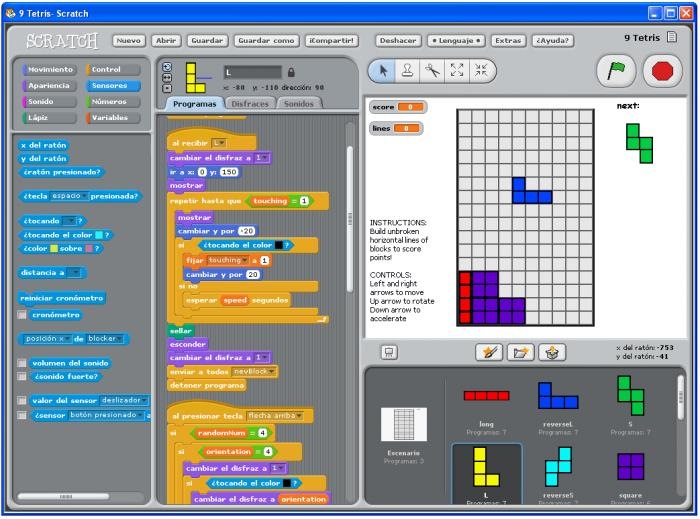 9 Tetris- Scratch
SCRATCH
Nuevo
Abrir
Guardar
Guardar como
¡Compartir!
Deshacer
• Lenguaje •
Extras
¿Ayuda?
9 Tetris
Movimiento
Control
Apariencia
Sensores
Sonido
Números
Lápiz
Variables
x del ratón
y del ratón
¿ratón presionado?
¿tecla espacio presionada?
¿tocando ?
¿tocando el color ?
¿color sobre ?
distancia a
reiniciar cronómetro
cronómetro
posición x de blocker
volumen del sonido
¿sonido fuerte?
valor del sensor deslizador
¿sensor botón presionado a
L
x: -80 y: -110 dirección: 90
Programas
Disfraces
Sonidos
al recibir L
cambiar el disfraz a 1
ir a x: 0 y: 150
mostrar
repetir hasta que touching = 1
mostrar
cambiar y por -20
si ¿tocando el color ?
fijar touching a 1
cambiar y por 20
si no
esperar speed segundos
sellar
esconder
cambiar el disfraz a 1
enviar a todos newBlock
detener programa
al presionar tecla flecha arriba
si randomNum = 4
si orientation = 4
cambiar el disfraz a 1
si ¿tocando el color ?
cambiar el disfraz a orientation
score 0
lines 0
next:
INSTRUCTIONS:
Build unbroken
horizontal lines of
blocks to score
points!
CONTROLS:
Left and right
arrows to move
Up arrow to rotate
Down arrow to
accelerate
x del ratón: -753
y del ratón: -41
Escenario
Programas: 3
long
Programas: 7
reverseL
Programas: 7
S
Programas: 7
L
Programas: 7
reverseS
Programas: 7
square